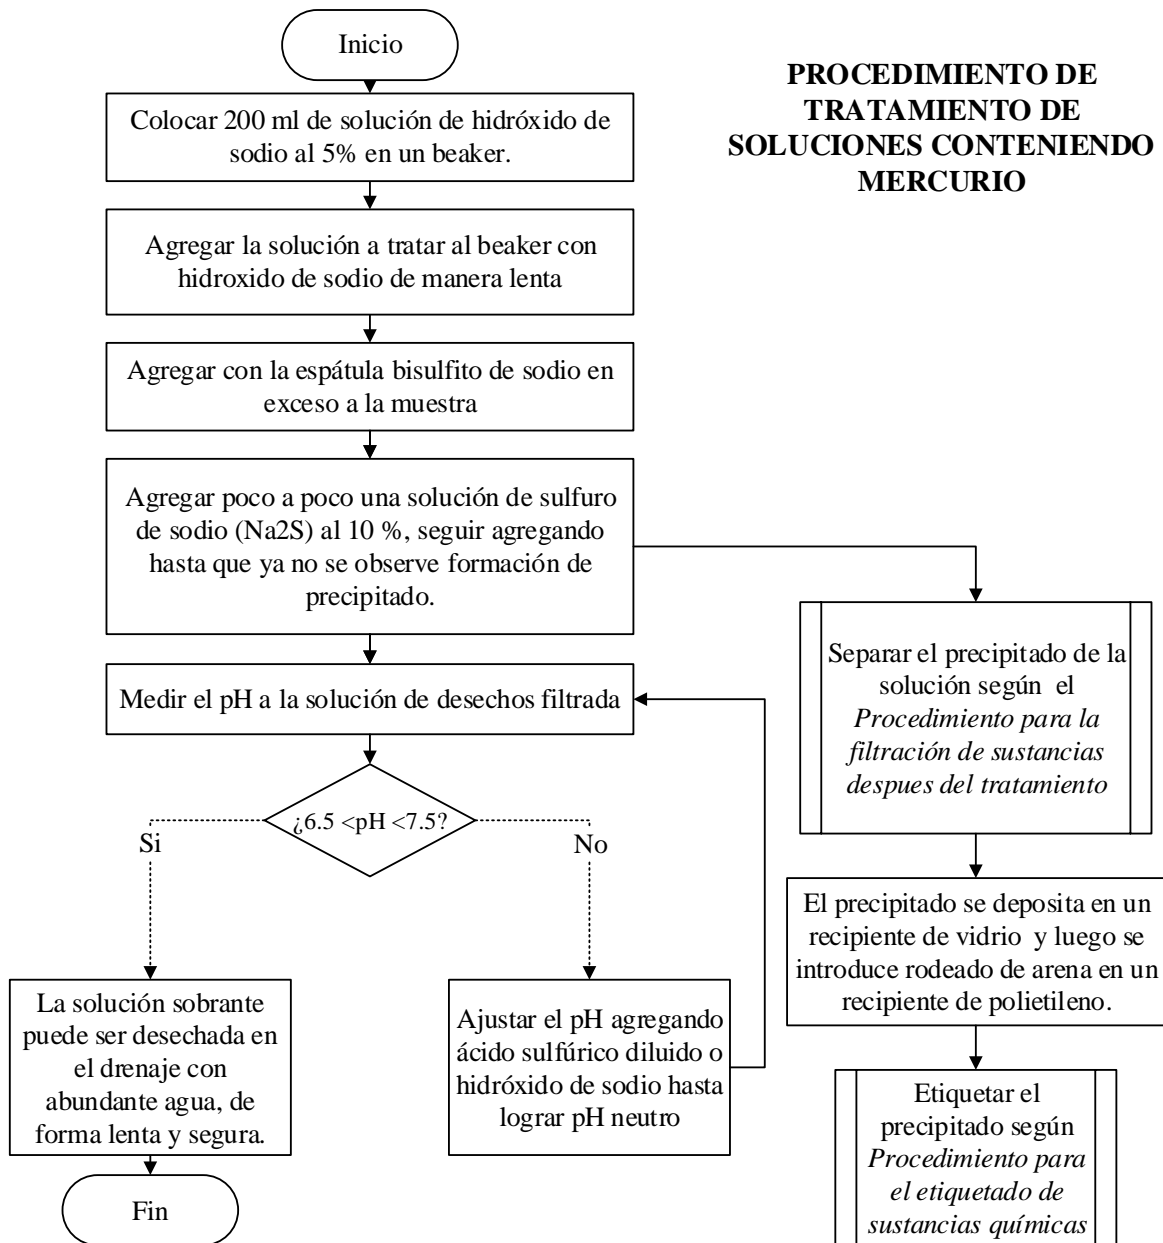 Inicio
PROCEDIMIENTO DE
TRATAMIENTO DE
SOLUCIONES CONTENIENDO
MERCURIO
Colocar 200 ml de solución de hidróxido de
sodio al 5% en un beaker.
Agregar la solución a tratar al beaker con
hidroxido de sodio de manera lenta
Agregar con la espátula bisulfito de sodio en
exceso a la muestra
Agregar poco a poco una solución de sulfuro
de sodio (Na2S) al 10 %, seguir agregando
hasta que ya no se observe formación de
precipitado.
Medir el pH a la solución de desechos filtrada
¿6.5 <pH <7.5?
Si
No
La solución sobrante
puede ser desechada en
el drenaje con
abundante agua, de
forma lenta y segura.
Fin
Ajustar el pH agregando
ácido sulfúrico diluido o
hidróxido de sodio hasta
lograr pH neutro
Separar el precipitado de la
solución según el
Procedimiento para la
filtración de sustancias
despues del tratamiento
El precipitado se deposita en un
recipiente de vidrio y luego se
introduce rodeado de arena en un
recipiente de polietileno.
Etiquetar el
precipitado según
Procedimiento para
el etiquetado de
sustancias químicas